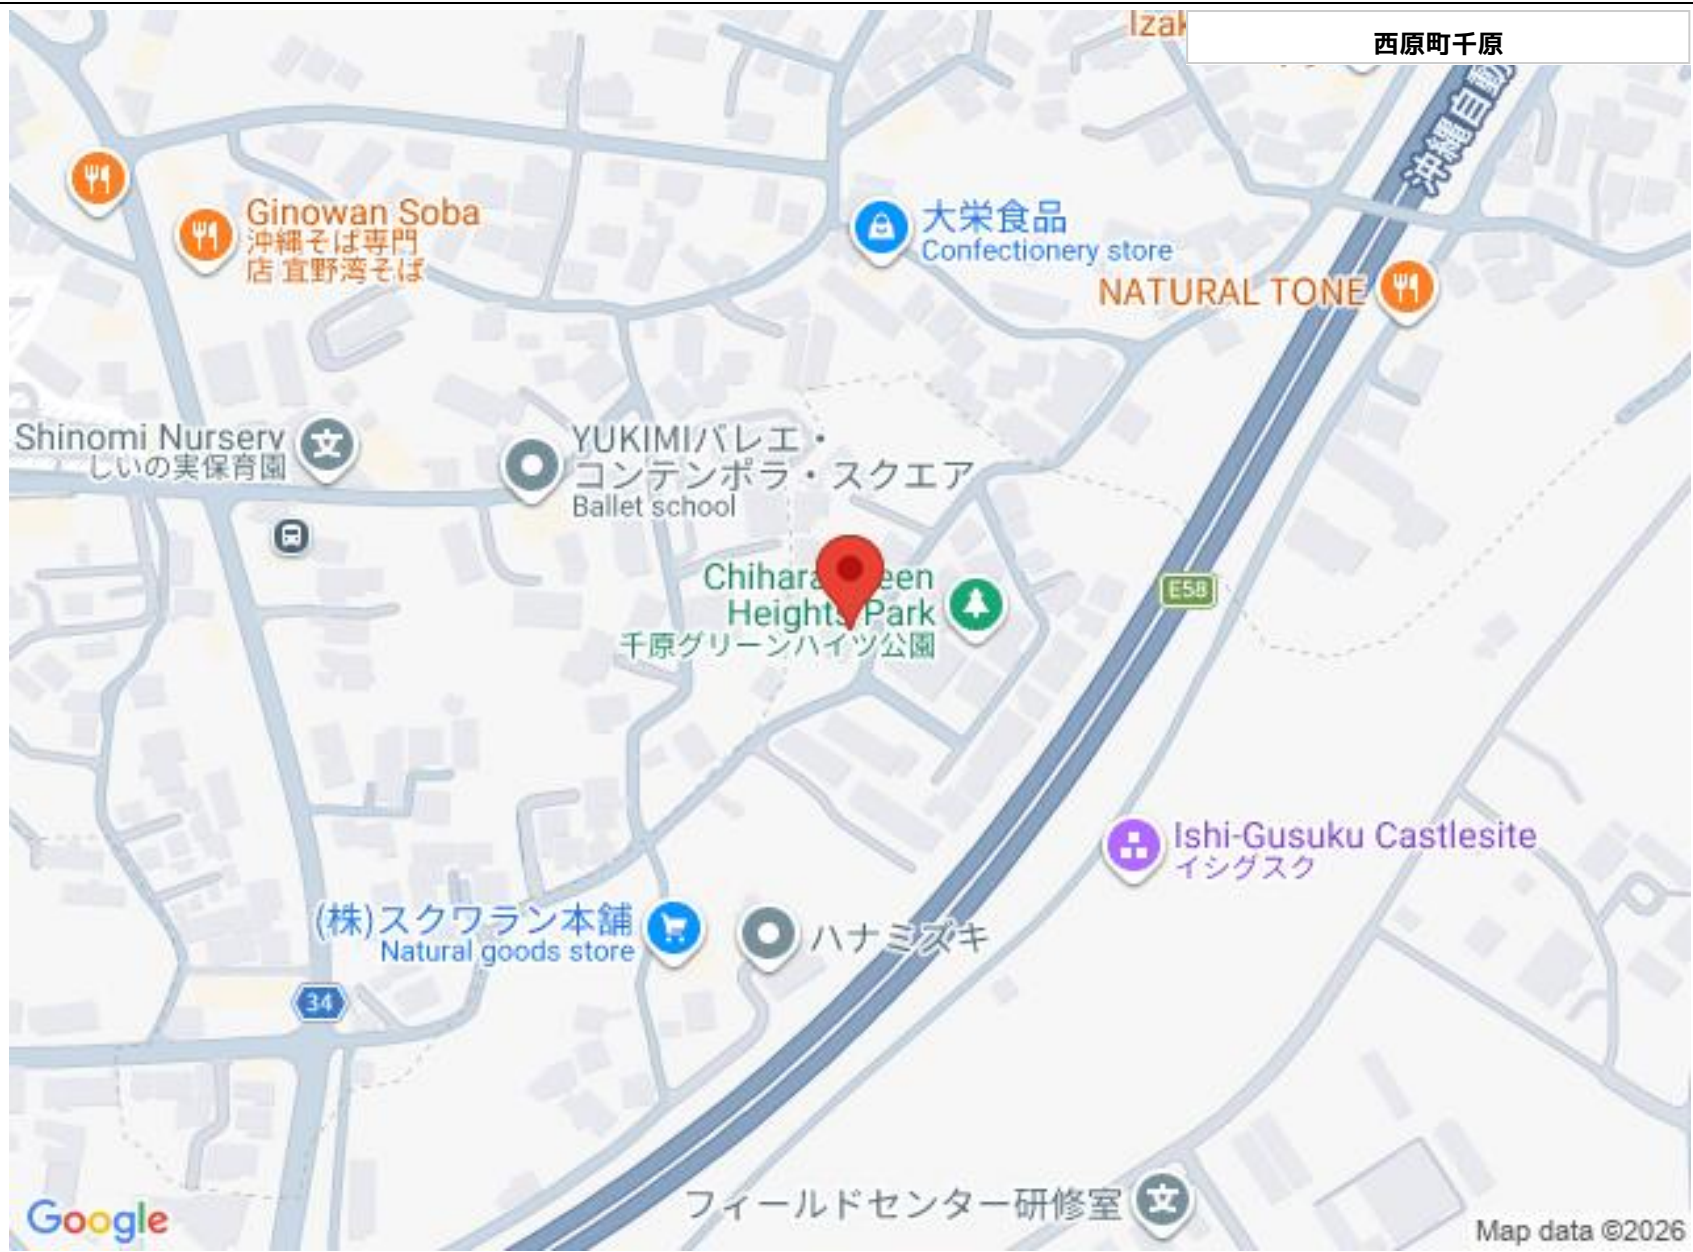 西原町千原
沖縄自動
Ginowan Soba
沖縄そば専門
店 宜野湾そば
大栄食品
Confectionery store
NATURAL TONE
Shinomi Nursery
しいの実保育園
YUKIMIバレエ・
コンテンポラ・スクエア
Ballet school
Heights Park
千原グリーンハイツ公園
E58
Ishi-Gusuku Castlesite
イシグスク
(株)スクワラン本舗
Natural goods store
ハナミズキ
34
フィールドセンター研修室
Google
Map data ©2026